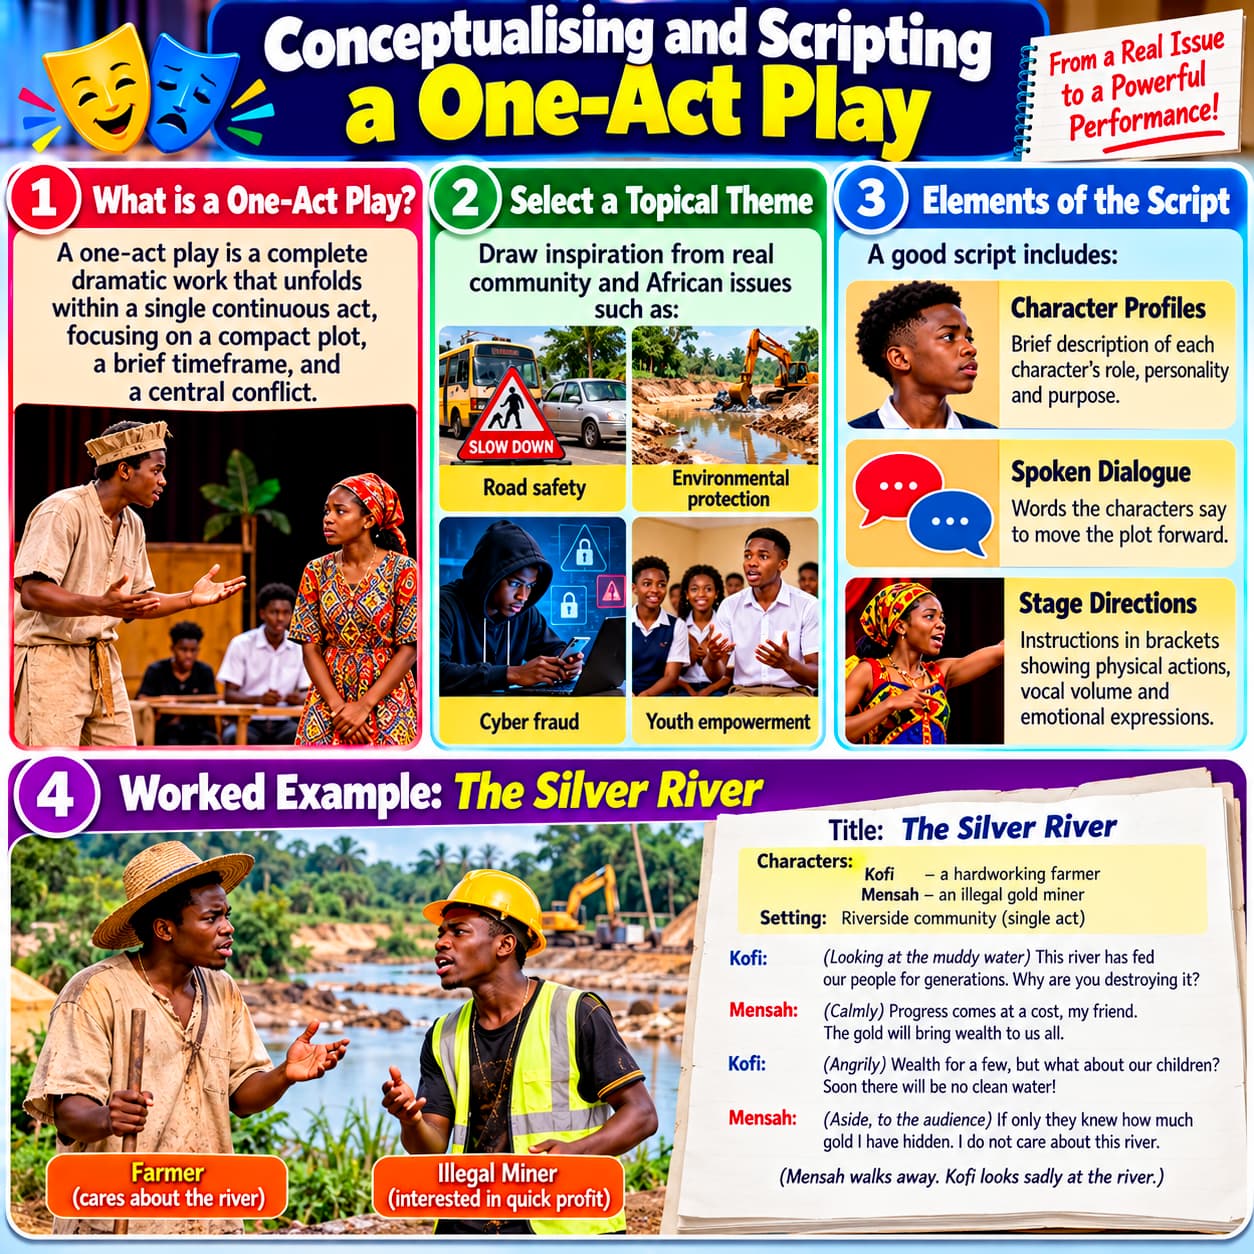 Conceptualising and Scripting
a One-Act Play
From a Real Issue
to a Powerful
Performance!
1 What is a One-Act Play?
A one-act play is a complete
dramatic work that unfolds
within a single continuous act,
focusing on a compact plot,
a brief timeframe, and
a central conflict.
2 Select a Topical Theme
Draw inspiration from real
community and African issues
such as:
SLOW DOWN
Road safety
Environmental
protection
Cyber fraud
Youth empowerment
3 Elements of the Script
A good script includes:
Character Profiles
Brief description of each
character's role, personality
and purpose.
Spoken Dialogue
Words the characters say
to move the plot forward.
Stage Directions
Instructions in brackets
showing physical actions,
vocal volume and
emotional expressions.
4 Worked Example: The Silver River
Farmer
(cares about the river)
Illegal Miner
(interested in quick profit)
Title: The Silver River
Characters:
Kofi – a hardworking farmer
Mensah – an illegal gold miner
Setting: Riverside community (single act)
Kofi: (Looking at the muddy water) This river has fed
our people for generations. Why are you destroying it?
Mensah: (Calmly) Progress comes at a cost, my friend.
The gold will bring wealth to us all.
Kofi: (Angrily) Wealth for a few, but what about our children?
Soon there will be no clean water!
Mensah: (Aside, to the audience) If only they knew how much
gold I have hidden. I do not care about this river.
(Mensah walks away. Kofi looks sadly at the river.)